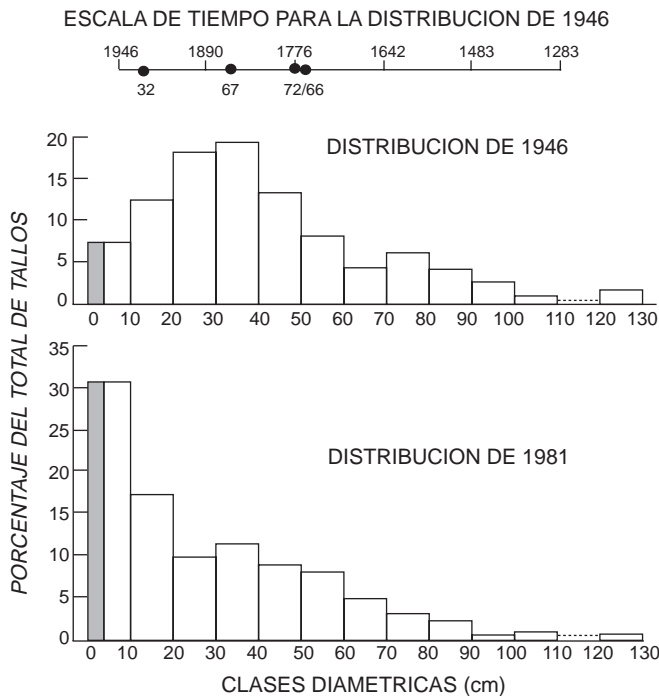 ESCALA DE TIEMPO PARA LA DISTRIBUCION DE 1946
1946 1890 1776 1642 1483 1283
32 67 72/66
PORCENTAJE DEL TOTAL DE TALLOS
DISTRIBUCION DE 1946
20
15
10
5
0
0 10 20 30 40 50 60 70 80 90 100 110 120 130
DISTRIBUCION DE 1981
35
30
25
20
15
10
5
0
0 10 20 30 40 50 60 70 80 90 100 110 120 130
CLASES DIAMETRICAS (cm)